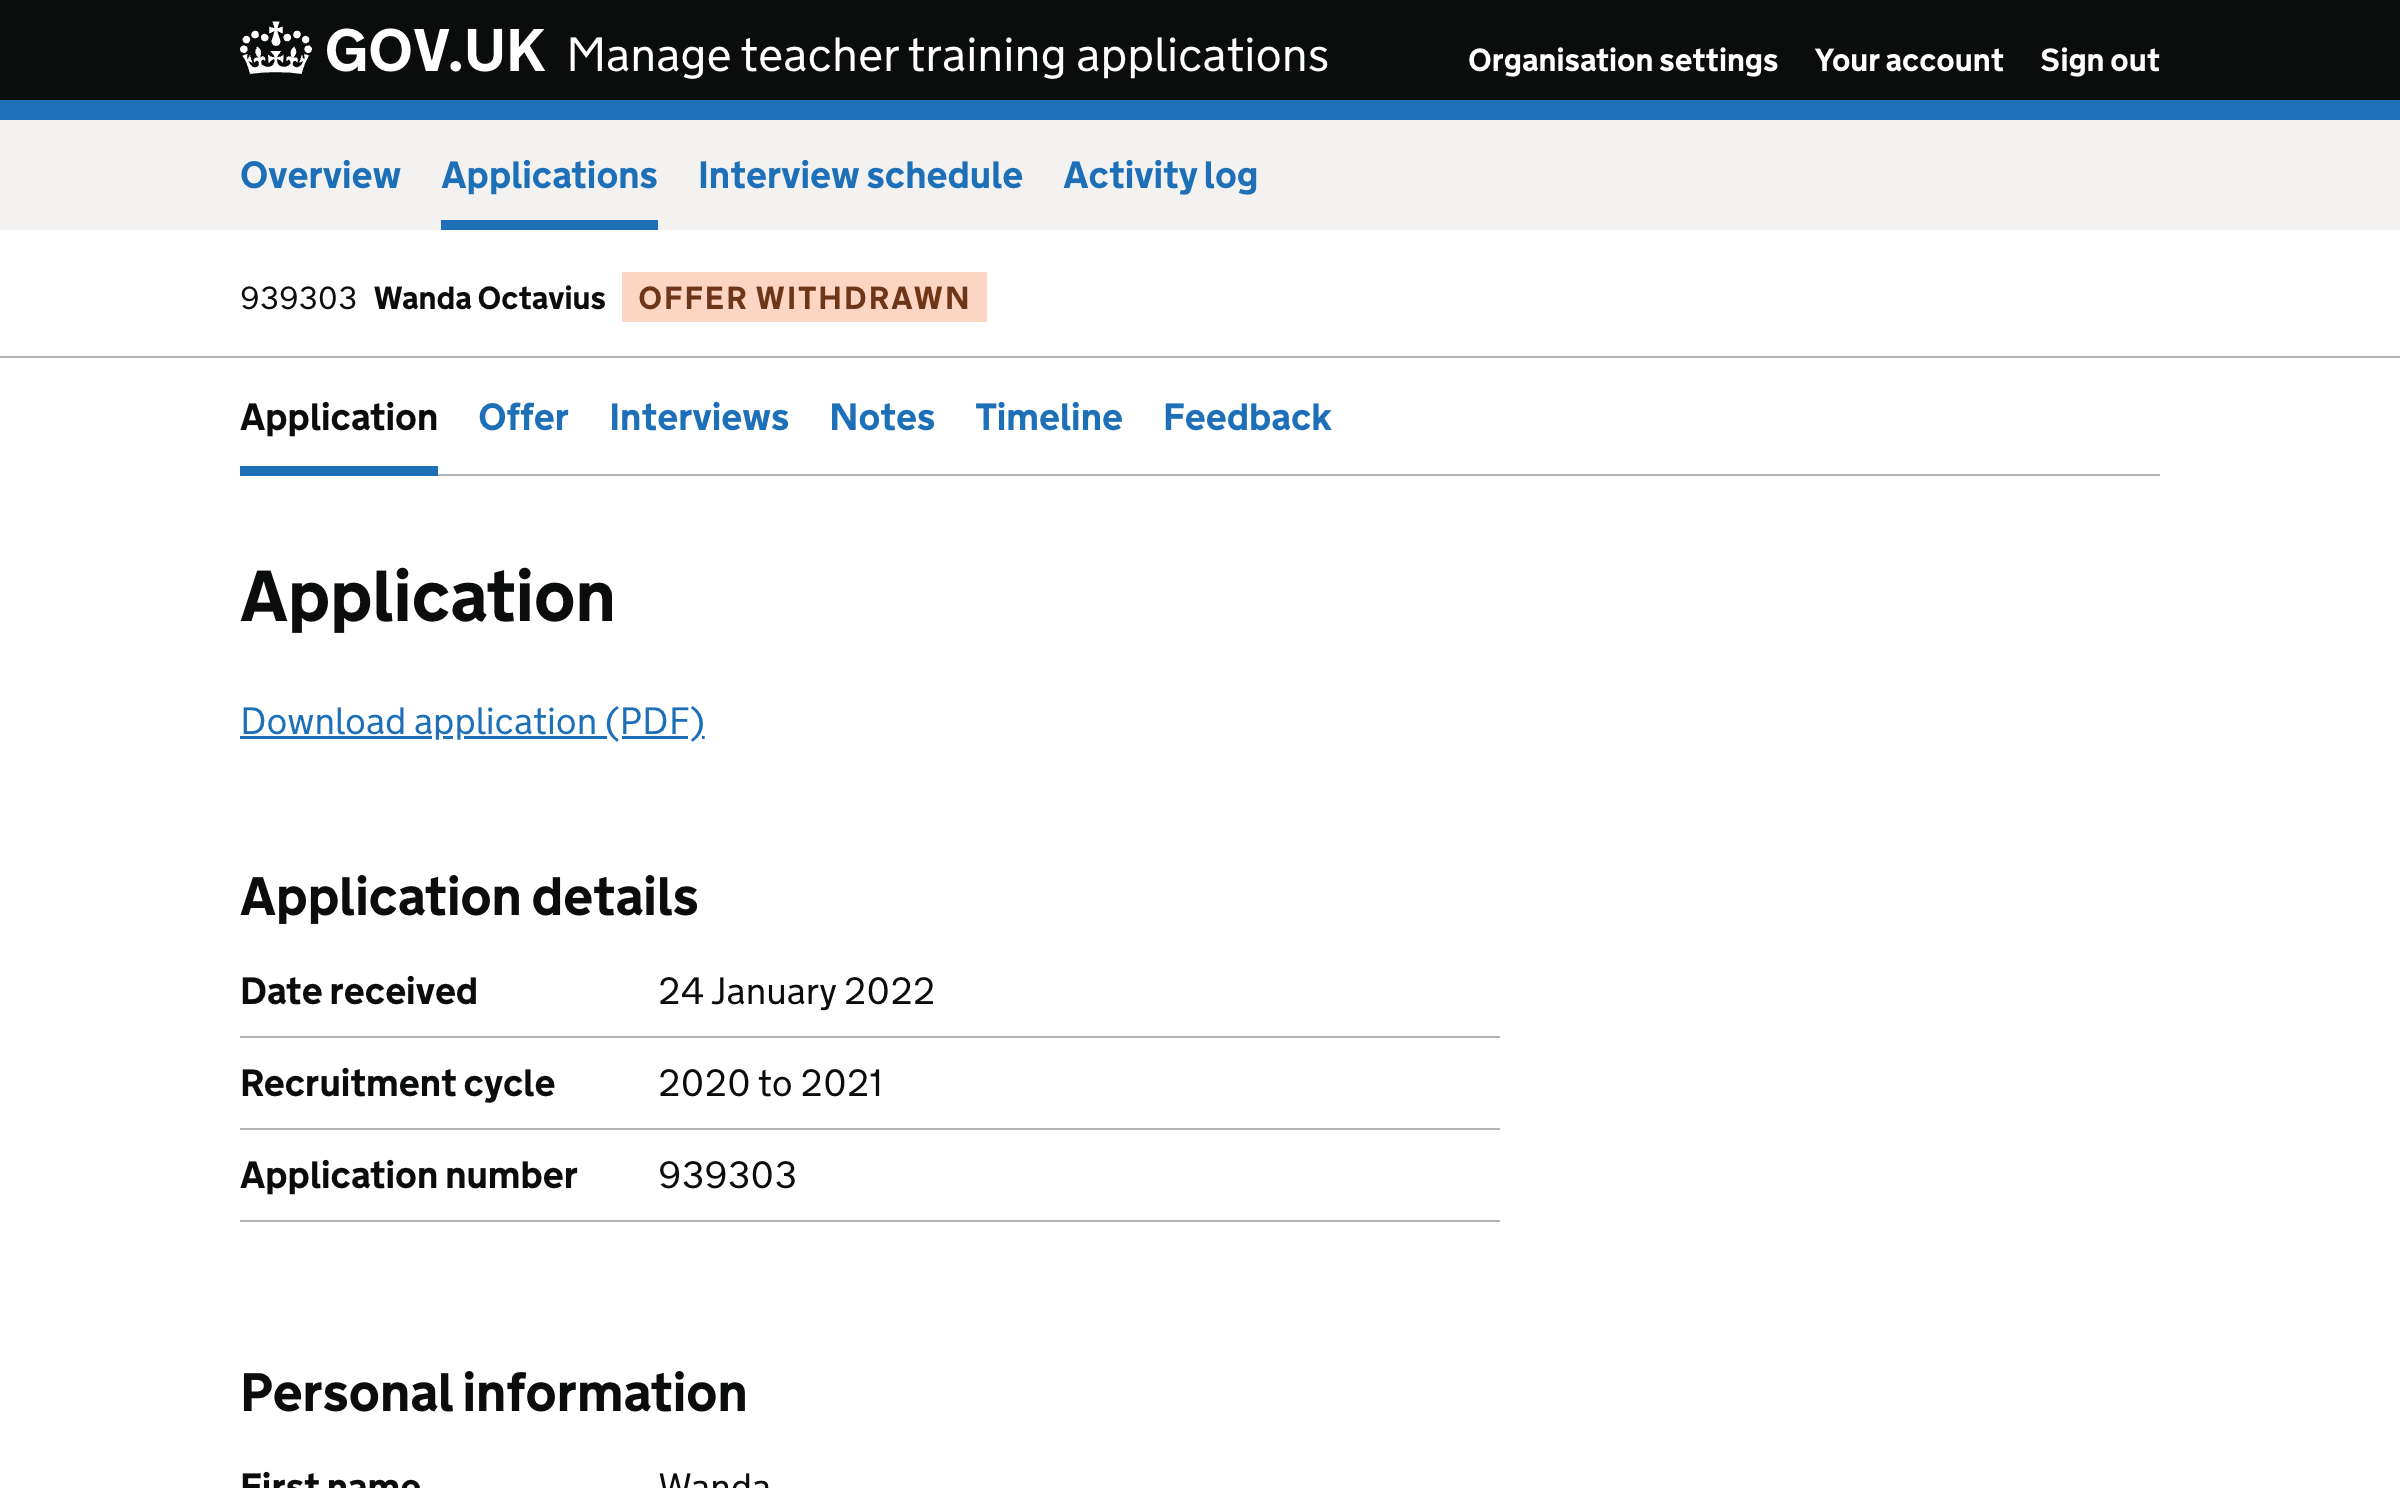 GOV.UK Manage teacher training applications Organisation settings Your account Sign out
Overview Applications Interview schedule Activity log
939303 Wanda Octavius OFFER WITHDRAWN
Application Offer Interviews Notes Timeline Feedback
Application
Download application (PDF)
Application details
Date received 24 January 2022
Recruitment cycle 2020 to 2021
Application number 939303
Personal information
First name Wanda